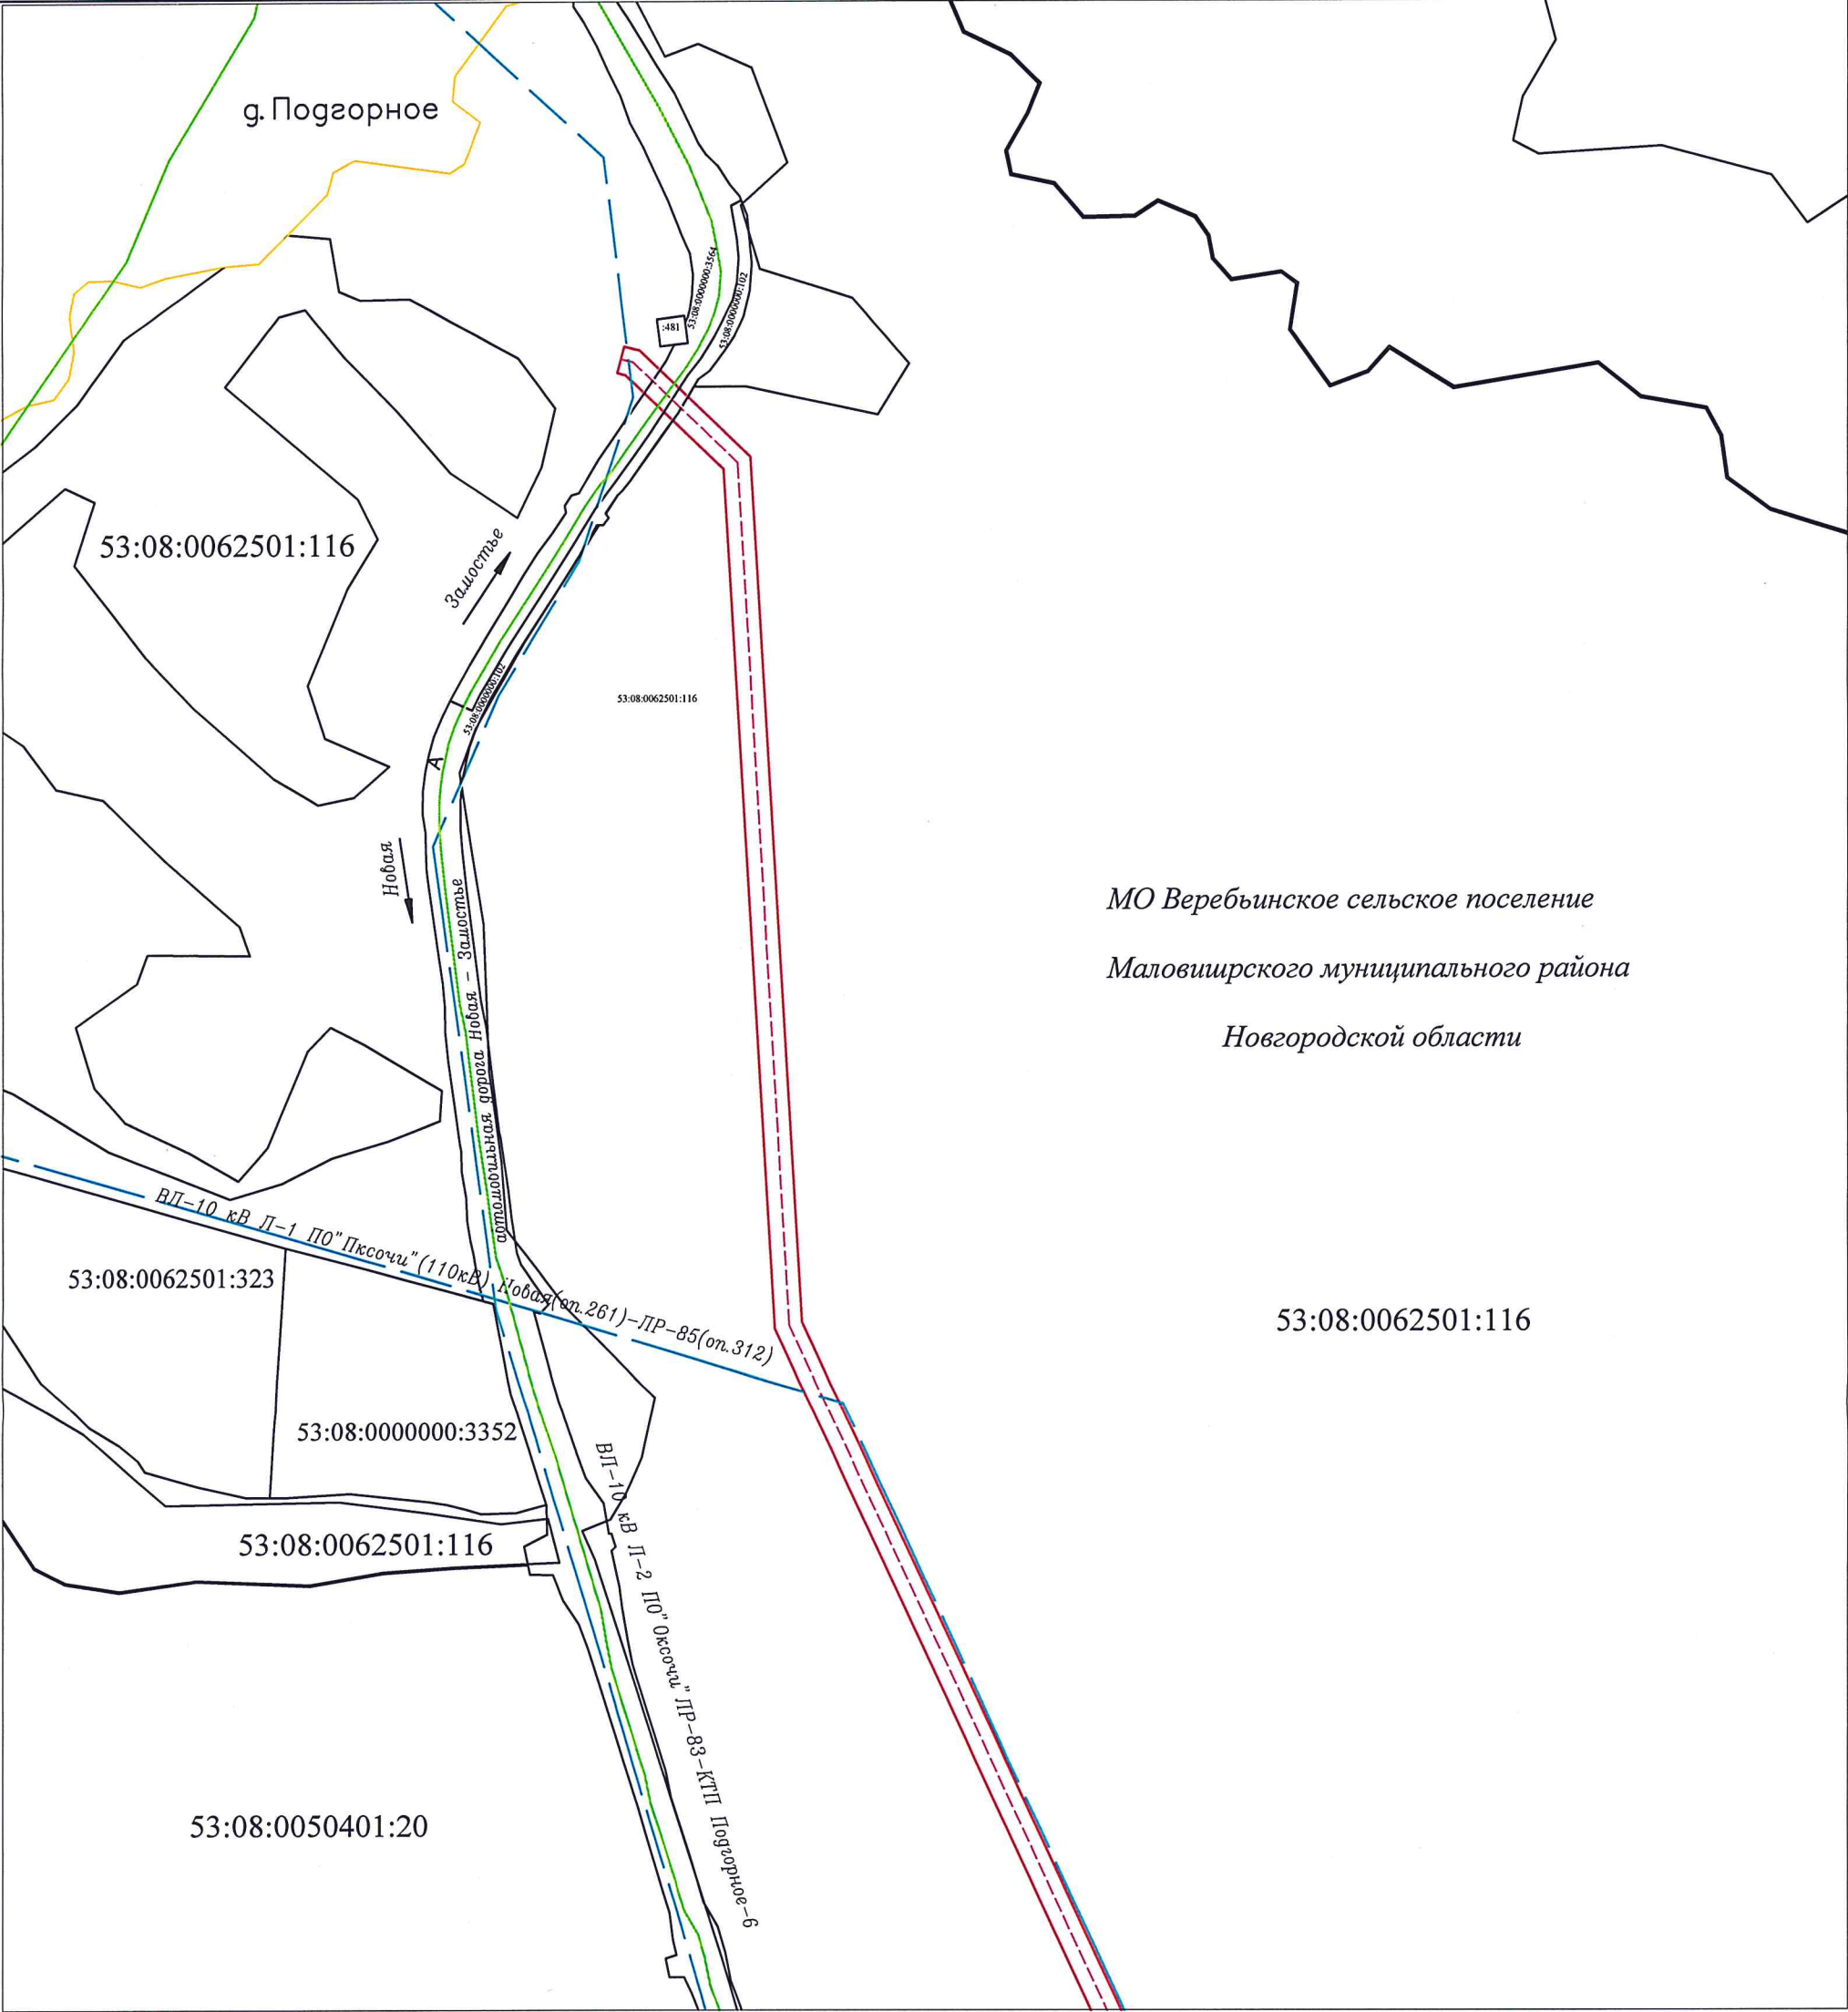 д. Подгорное
53:08:0000000:3564
53:08:0000000:102
:481
53:08:0062501:116
Замостье
53:08:0000000:102
53:08:0062501:116
А
Новая
автомобильная дорога Новая - Замостье
МО Веребьинское сельское поселение
Маловиширского муниципального района
Новгородской области
ВЛ-10 кВ Л-1 ПО"Пксочи"(110кВ) Новая(оп.261)-ЛР-85(оп.312)
53:08:0062501:323
53:08:0062501:116
53:08:0000000:3352
ВЛ-10 кВ Л-2 ПО"Оксочи"ЛР-83-КТП Подгорное-6
53:08:0062501:116
53:08:0050401:20